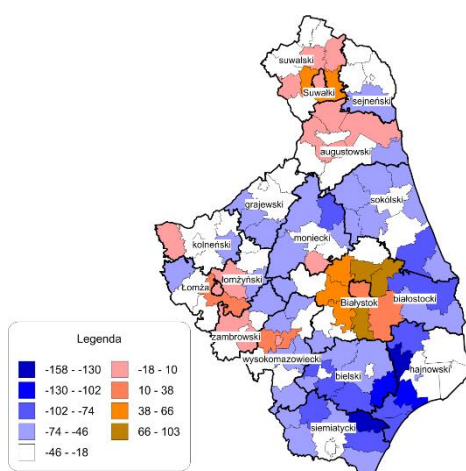 suwalski
Suwałki
sejneński
augustowski
grajewski
sokólski
kolneński
moniecki
łomżyński
Łomża
Białystok
białostocki
zambrowski
wysokomazowiecki
hajnowski
bielski
siemiatycki
Legenda
-158 - -130
-130 - -102
-102 - -74
-74 - -46
-46 - -18
-18 - 10
10 - 38
38 - 66
66 - 103